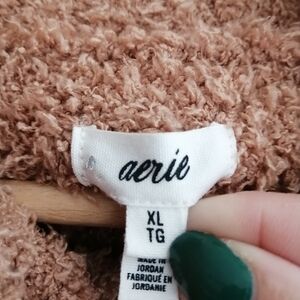 aerie
XL
TG
MADE IN
JORDAN
FABRIQUÉ EN
JORDANIE